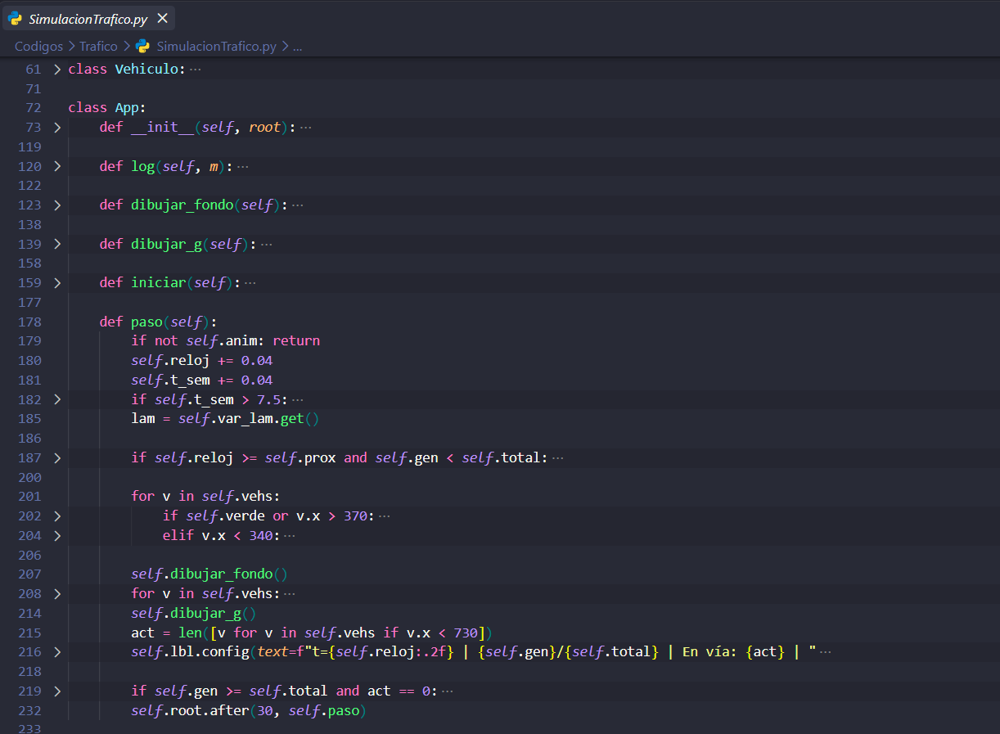 SimulacionTrafico.py ×
Codigos > Trafico > SimulacionTrafico.py > ...
61 > class Vehiculo: ···
71
72 class App:
73 > def __init__(self, root): ···
119
120 > def log(self, m): ···
122
123 > def dibujar_fondo(self): ···
138
139 > def dibujar_g(self): ···
158
159 > def iniciar(self): ···
177
178 def paso(self):
179 if not self.anim: return
180 self.reloj += 0.04
181 self.t_sem += 0.04
182 > if self.t_sem > 7.5: ···
185 lam = self.var_lam.get()
186
187 > if self.reloj >= self.prox and self.gen < self.total: ···
200
201 for v in self.vehs:
202 > if self.verde or v.x > 370: ···
204 > elif v.x < 340: ···
206
207 self.dibujar_fondo()
208 > for v in self.vehs: ···
214 self.dibujar_g()
215 act = len([v for v in self.vehs if v.x < 730])
216 > self.lbl.config(text=f"t={self.reloj:.2f} | {self.gen}/{self.total} | En vía: {act} | " ···
218
219 > if self.gen >= self.total and act == 0: ···
232 self.root.after(30, self.paso)
233